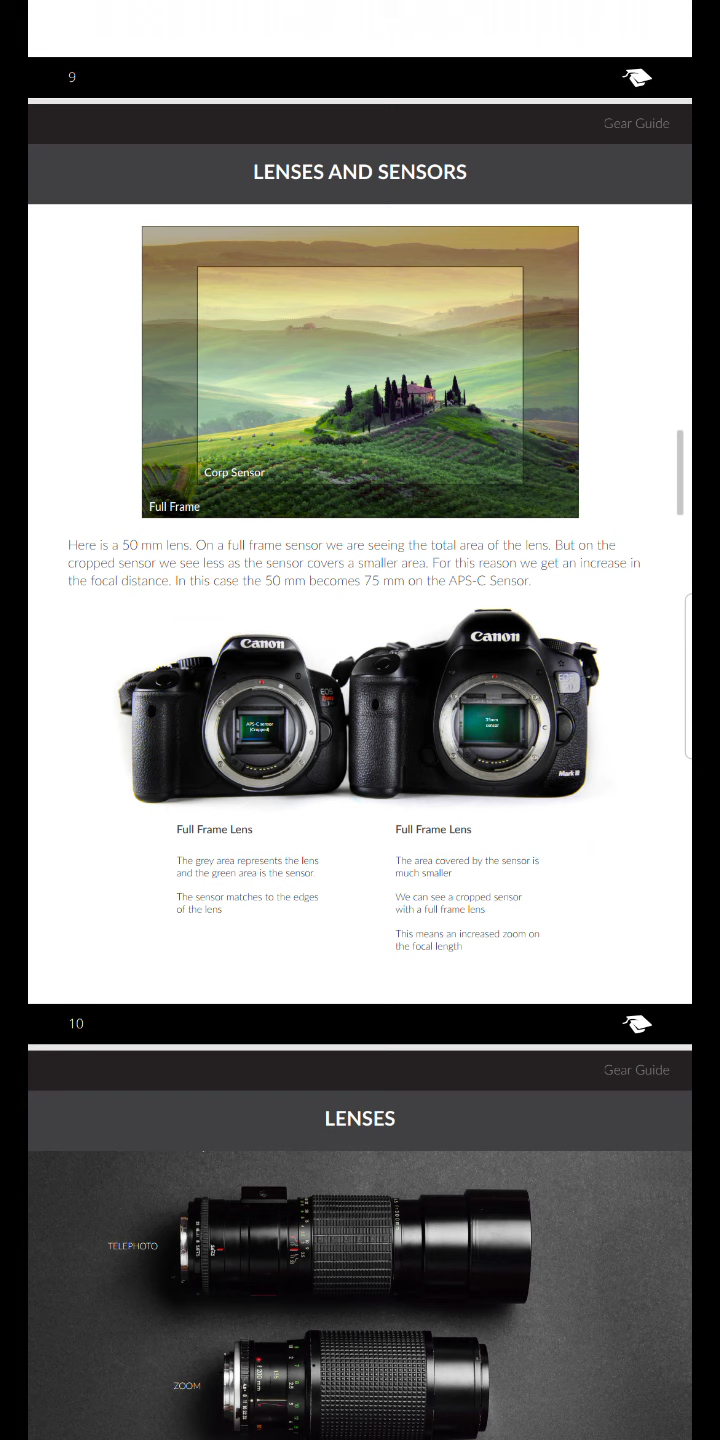 9
Gear Guide
LENSES AND SENSORS
Corp Sensor
Full Frame
Here is a 50 mm lens. On a full frame sensor we are seeing the total area of the lens. But on the
cropped sensor we see less as the sensor covers a smaller area. For this reason we get an increase in
the focal distance. In this case the 50 mm becomes 75 mm on the APS-C Sensor.
Canon
Canon
EOS
APS-C sensor
(Cropped)
35mm
sensor
Mark III
Full Frame Lens
The grey area represents the lens
and the green area is the sensor.
The sensor matches to the edges
of the lens
Full Frame Lens
The area covered by the sensor is
much smaller
We can see a cropped sensor
with a full frame lens
This means an increased zoom on
the focal length
10
Gear Guide
LENSES
TELEPHOTO
ZOOM